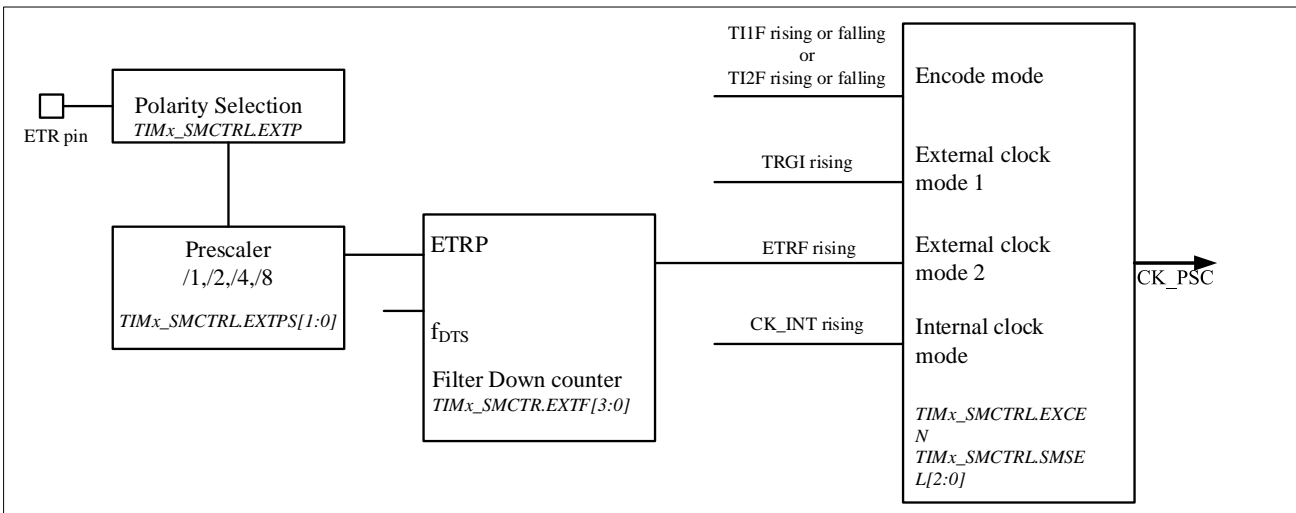 ETR pin
Polarity Selection
TIMx_SMCTRL.EXTP
Prescaler
/1,/2,/4,/8
TIMx_SMCTRL.EXTPS[1:0]
ETRP
fDTS
Filter Down counter
TIMx_SMCTR.EXTF[3:0]
TI1F rising or falling
or
TI2F rising or falling
TRGI rising
ETRF rising
CK_INT rising
Encode mode
External clock
mode 1
External clock
mode 2
Internal clock
mode
TIMx_SMCTRL.EXCE
N
TIMx_SMCTRL.SMSE
L[2:0]
CK_PSC